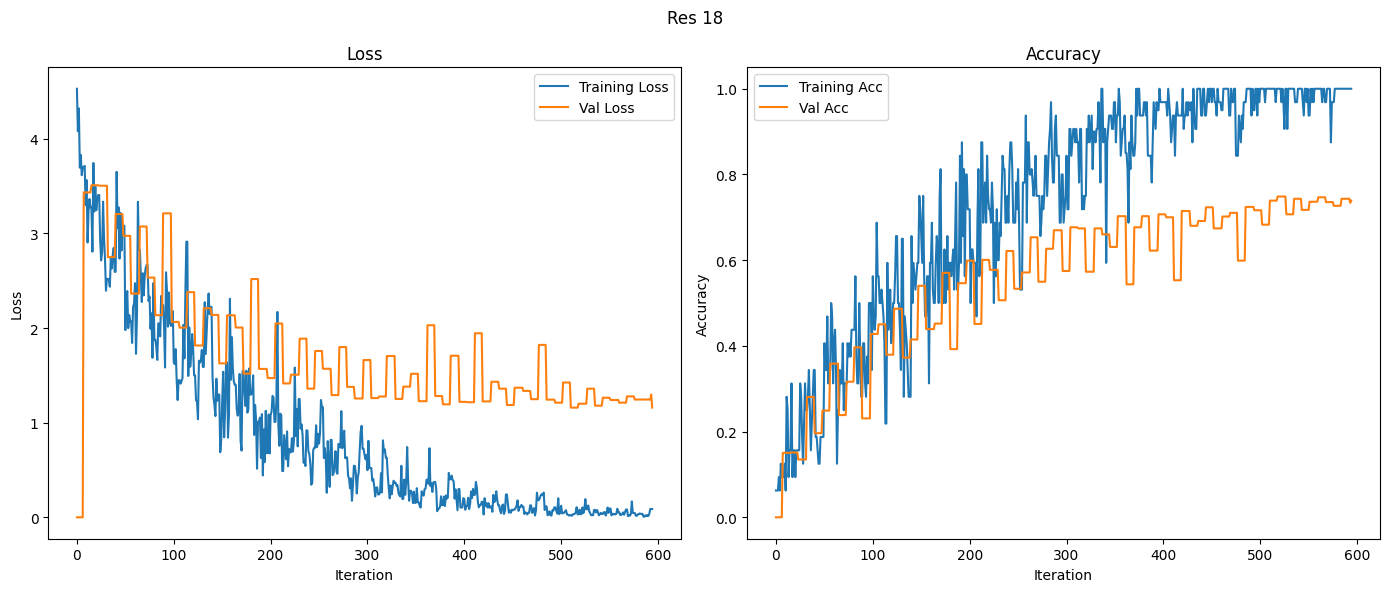 Res 18
Loss
Training Loss
Val Loss
4
3
2
1
0
Loss
0 100 200 300 400 500 600
Iteration
Accuracy
Training Acc
Val Acc
1.0
0.8
0.6
0.4
0.2
0.0
Accuracy
0 100 200 300 400 500 600
Iteration